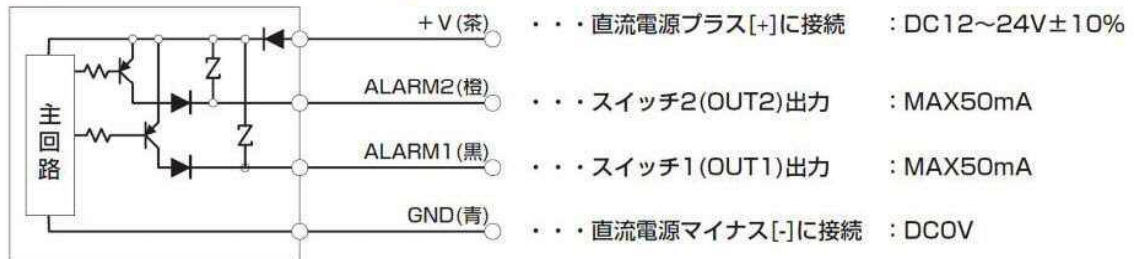 +V(茶) ・・・直流電源プラス[+]に接続 :DC12～24V±10%
ALARM2(橙) ・・・スイッチ2(OUT2)出力 :MAX50mA
ALARM1(黒) ・・・スイッチ1(OUT1)出力 :MAX50mA
GND(青) ・・・直流電源マイナス[-]に接続 :DC0V
主回路
Z
Z